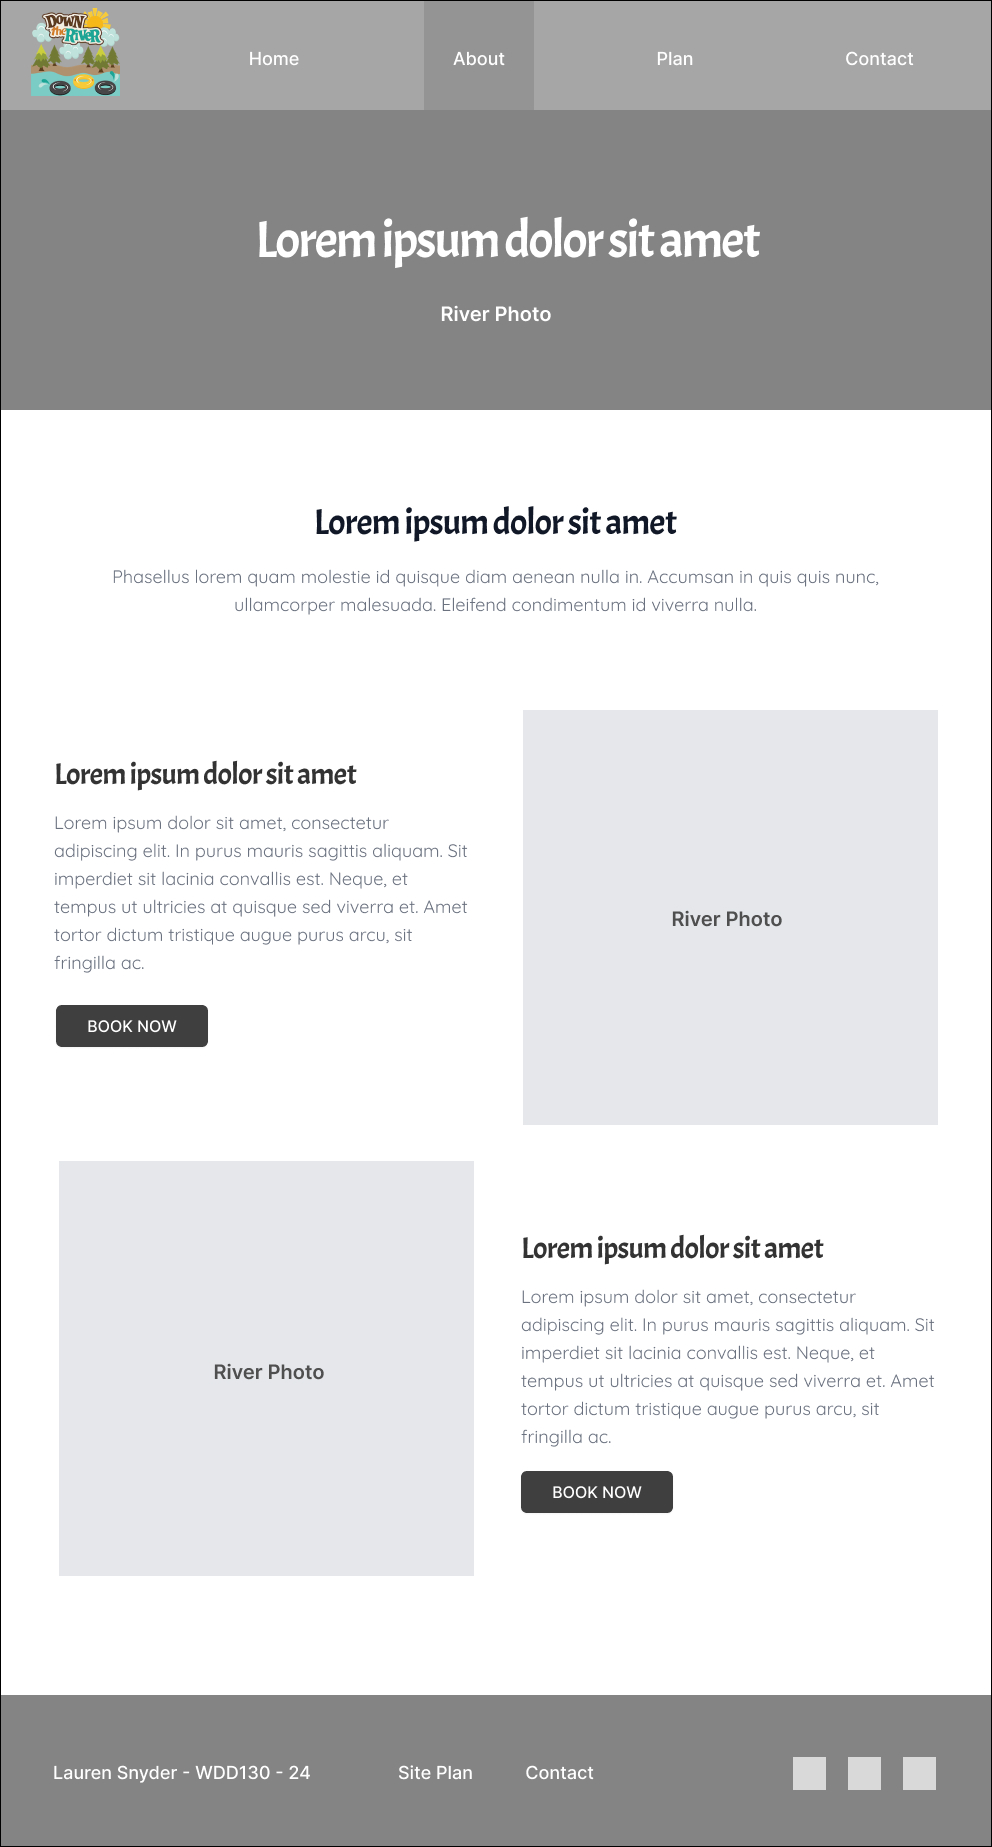 DOWN
the
RiVeR
Home
About
Plan
Contact
Lorem ipsum dolor sit amet
River Photo
Lorem ipsum dolor sit amet
Phasellus lorem quam molestie id quisque diam aenean nulla in. Accumsan in quis quis nunc,
ullamcorper malesuada. Eleifend condimentum id viverra nulla.
Lorem ipsum dolor sit amet
Lorem ipsum dolor sit amet, consectetur
adipiscing elit. In purus mauris sagittis aliquam. Sit
imperdiet sit lacinia convallis est. Neque, et
tempus ut ultricies at quisque sed viverra et. Amet
tortor dictum tristique augue purus arcu, sit
fringilla ac.
BOOK NOW
River Photo
River Photo
Lorem ipsum dolor sit amet
Lorem ipsum dolor sit amet, consectetur
adipiscing elit. In purus mauris sagittis aliquam. Sit
imperdiet sit lacinia convallis est. Neque, et
tempus ut ultricies at quisque sed viverra et. Amet
tortor dictum tristique augue purus arcu, sit
fringilla ac.
BOOK NOW
Lauren Snyder - WDD130 - 24
Site Plan
Contact